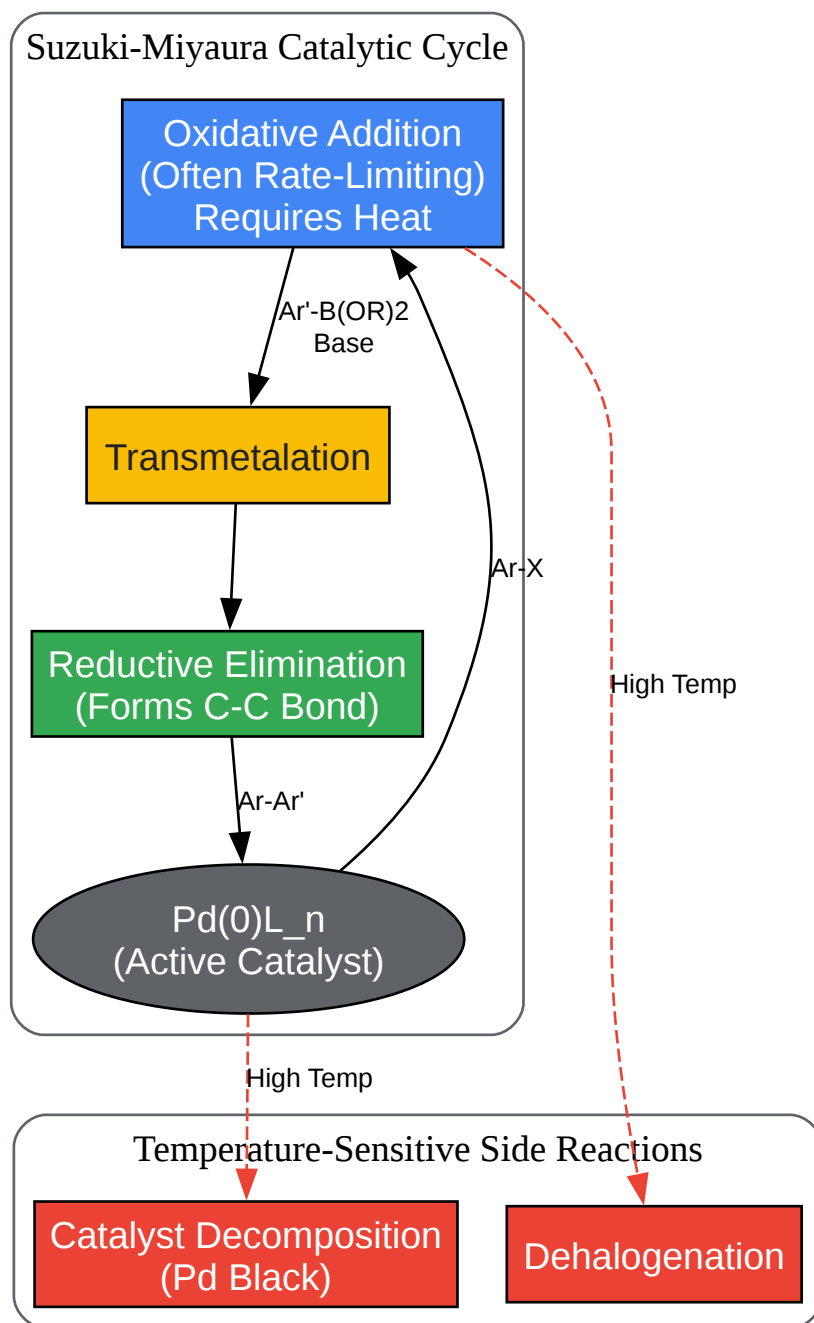 Suzuki-Miyaura Catalytic Cycle
Oxidative Addition
(Often Rate-Limiting)
Requires Heat
Ar'-B(OR)2
Base
Transmetalation
Ar-X
Reductive Elimination
(Forms C-C Bond)
High Temp
Ar-Ar'
Pd(0)L_n
(Active Catalyst)
High Temp
Temperature-Sensitive Side Reactions
Catalyst Decomposition
(Pd Black)
Dehalogenation